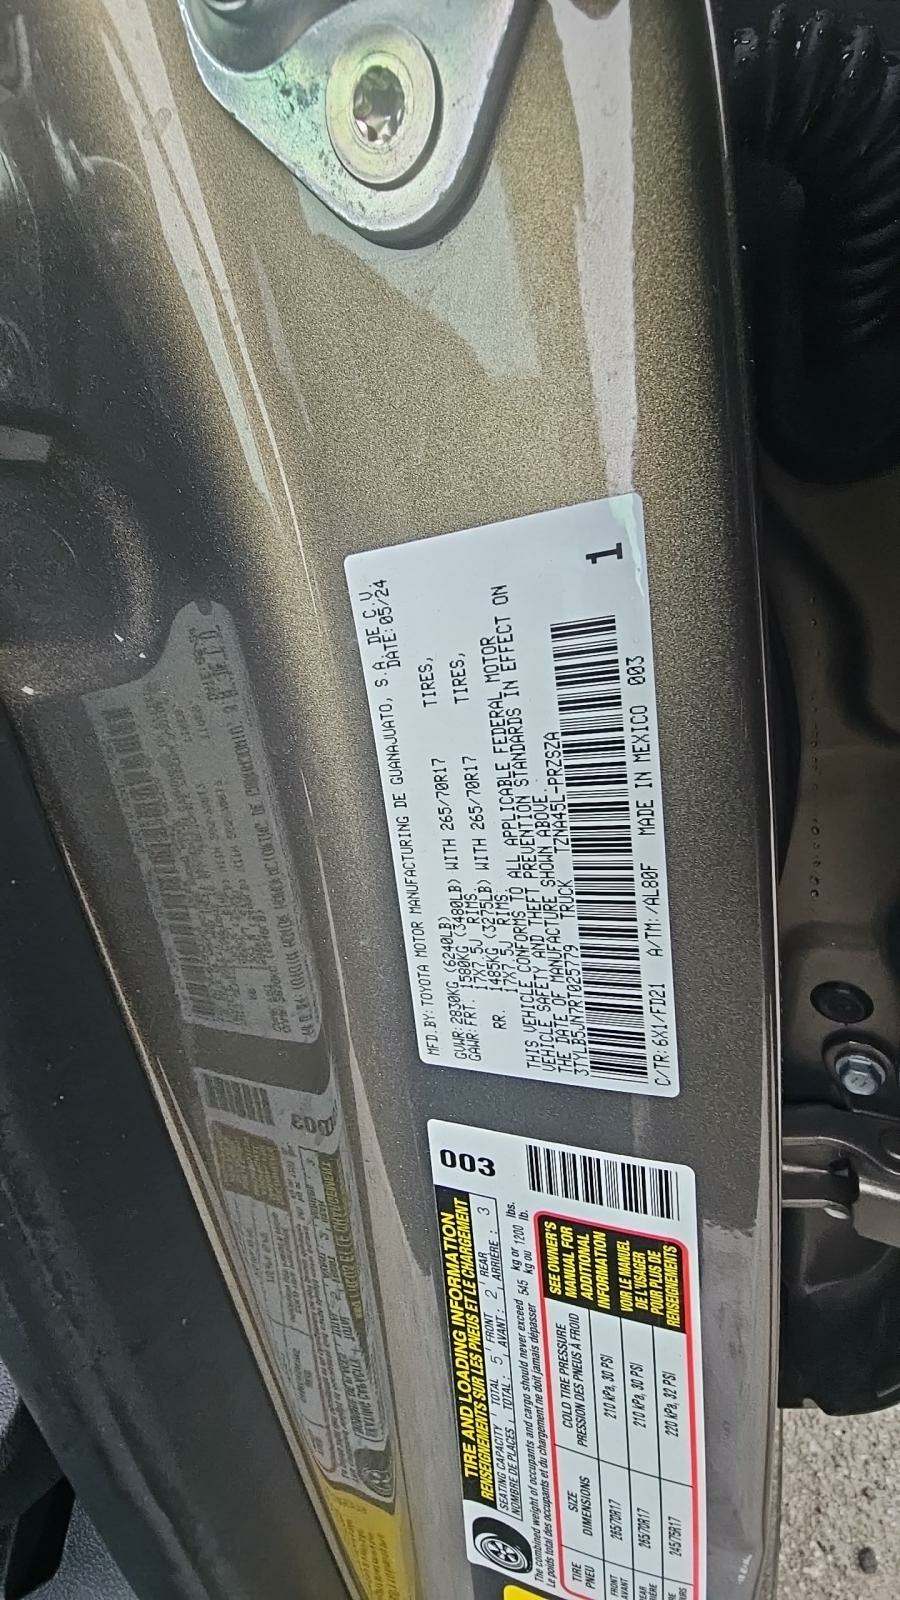 MFD.BY: TOYOTA MOTOR MANUFACTURING DE GUANAJUATO, S.A. DE C.V.
DATE: 05/24
GVWR: 2830KG (6240LB)
GAWR: FRT. 1580KG (3480LB) WITH 265/70R17 TIRES,
17X7.5J RIMS,
RR. 1485KG (3275LB) WITH 265/70R17 TIRES,
17X7.5J RIMS.
THIS VEHICLE CONFORMS TO ALL APPLICABLE FEDERAL MOTOR
VEHICLE SAFETY AND THEFT PREVENTION STANDARDS IN EFFECT ON
THE DATE OF MANUFACTURE SHOWN ABOVE.
3TYLB5JN7RT025779 TRUCK TZNA45L-PRZSZA
1
C/TR: 6X1/FD21 A/TM: /AL80F MADE IN MEXICO 003
003
TIRE AND LOADING INFORMATION
RENSEIGNEMENTS SUR LES PNEUS ET LE CHARGEMENT
SEATING CAPACITY TOTAL 5 FRONT 2 REAR 3
NOMBRE DE PLACES TOTAL: AVANT: ARRIÈRE:
The combined weight of occupants and cargo should never exceed 545 kg or 1200 lbs.
Le poids total des occupants et du chargement ne doit jamais dépasser kg ou lb.
TIRE SIZE COLD TIRE PRESSURE
PNEU DIMENSIONS PRESSION DES PNEUS À FROID
FRONT
AVANT 265/70R17 210 kPa, 30 PSI
265/70R17 210 kPa, 30 PSI
245/75R17 220 kPa, 32 PSI
SEE OWNER'S
MANUAL FOR
ADDITIONAL
INFORMATION
VOIR LE MANUEL
DE L'USAGER
POUR PLUS DE
RENSEIGNEMENTS